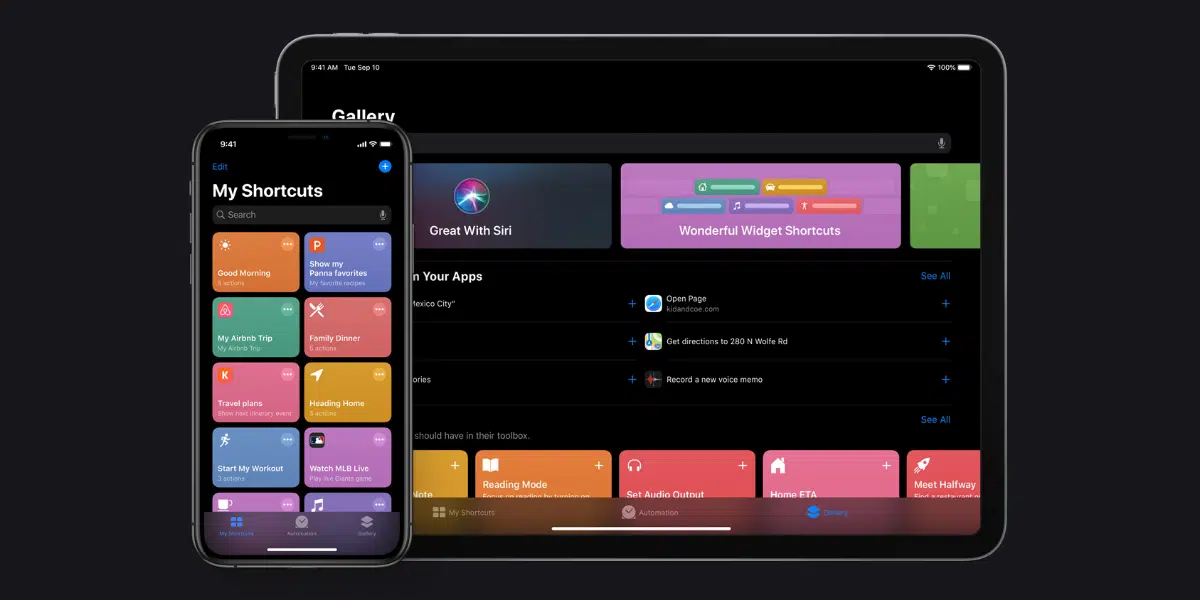 9:41 AM Tue Sep 10
100%
Gallery
Great With Siri
Wonderful Widget Shortcuts
n Your Apps
See All
Mexico City"
Open Page
kidandcoe.com
Get directions to 280 N Wolfe Rd
ories
Record a new voice memo
See All
should have in their toolbox.
Note
Reading Mode
Focus on reading by turning on
Set Audio Output
Home ETA
Meet Halfway
Find a restaurant
My Shortcuts
Automation
Gallery
9:41
Edit
My Shortcuts
Search
Good Morning
5 actions
P
Show my
Panna favorites
My favorite recipes
My Airbnb Trip
My Airbnb Trip
Family Dinner
5 actions
K
Travel plans
Show next itinerary event
Heading Home
5 actions
Start My Workout
3 actions
Watch MLB Live
Play live Giants game
My Shortcuts
Automation
Gallery